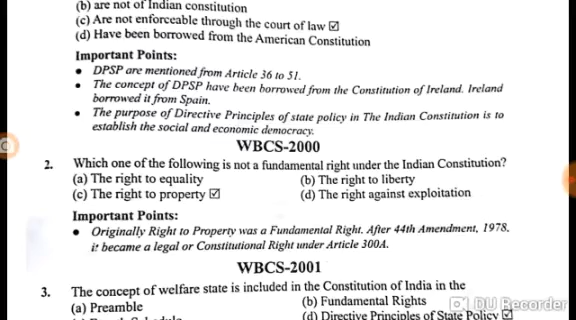 (b) are not of Indian constitution
(c) Are not enforceable through the court of law ☑
(d) Have been borrowed from the American Constitution
Important Points:
• DPSP are mentioned from Article 36 to 51.
• The concept of DPSP have been borrowed from the Constitution of Ireland. Ireland
borrowed it from Spain.
• The purpose of Directive Principles of state policy in The Indian Constitution is to
establish the social and economic democracy.
WBCS-2000
2. Which one of the following is not a fundamental right under the Indian Constitution?
(a) The right to equality (b) The right to liberty
(c) The right to property ☑ (d) The right against exploitation
Important Points:
• Originally Right to Property was a Fundamental Right. After 44th Amendment, 1978,
it became a legal or Constitutional Right under Article 300A.
WBCS-2001
3. The concept of welfare state is included in the Constitution of India in the
(a) Preamble (b) Fundamental Rights
(d) Directive Principles of State Policy ☑
DU Recorder